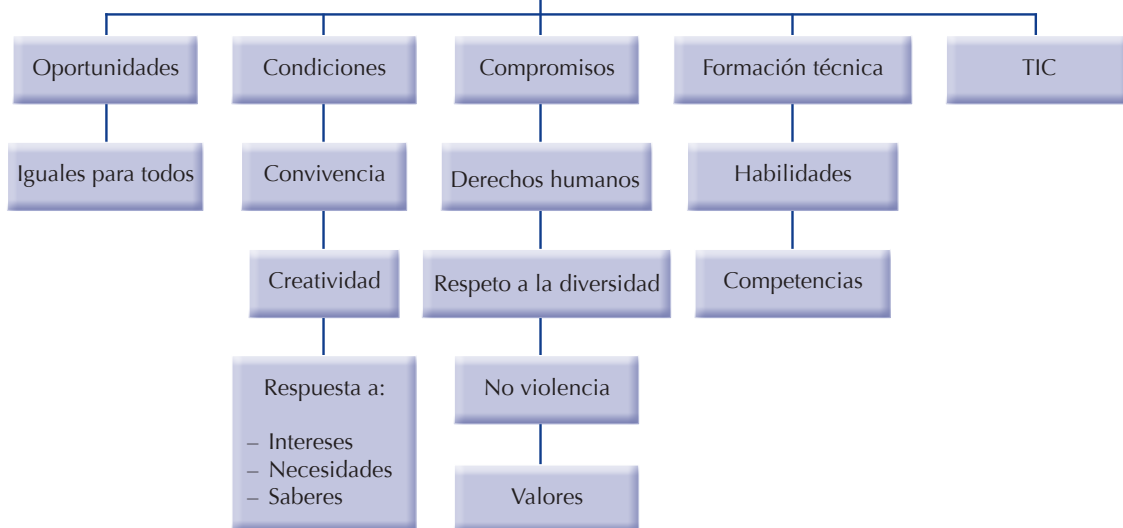 Oportunidades
Condiciones
Compromisos
Formación técnica
TIC
Iguales para todos
Convivencia
Derechos humanos
Habilidades
Creatividad
Respeto a la diversidad
Competencias
Respuesta a:
– Intereses
– Necesidades
– Saberes
No violencia
Valores